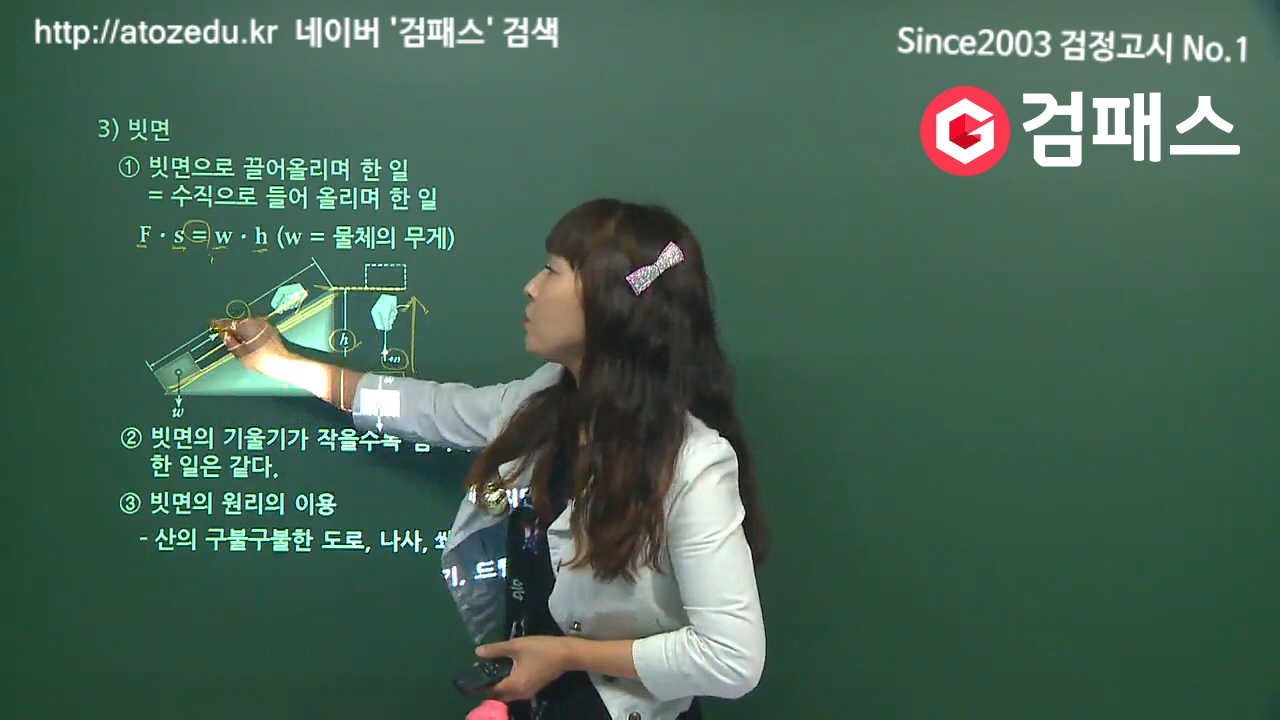 http://atozedu.kr 네이버 '검패스' 검색
Since2003 검정고시 No.1
검패스
3) 빗면
① 빗면으로 끌어올리며 한 일
= 수직으로 들어 올리며 한 일
F · s = w · h (w = 물체의 무게)
h
w
② 빗면의 기울기가 작을수록
한 일은 같다.
③ 빗면의 원리의 이용
- 산의 구불구불한 도로, 나사,